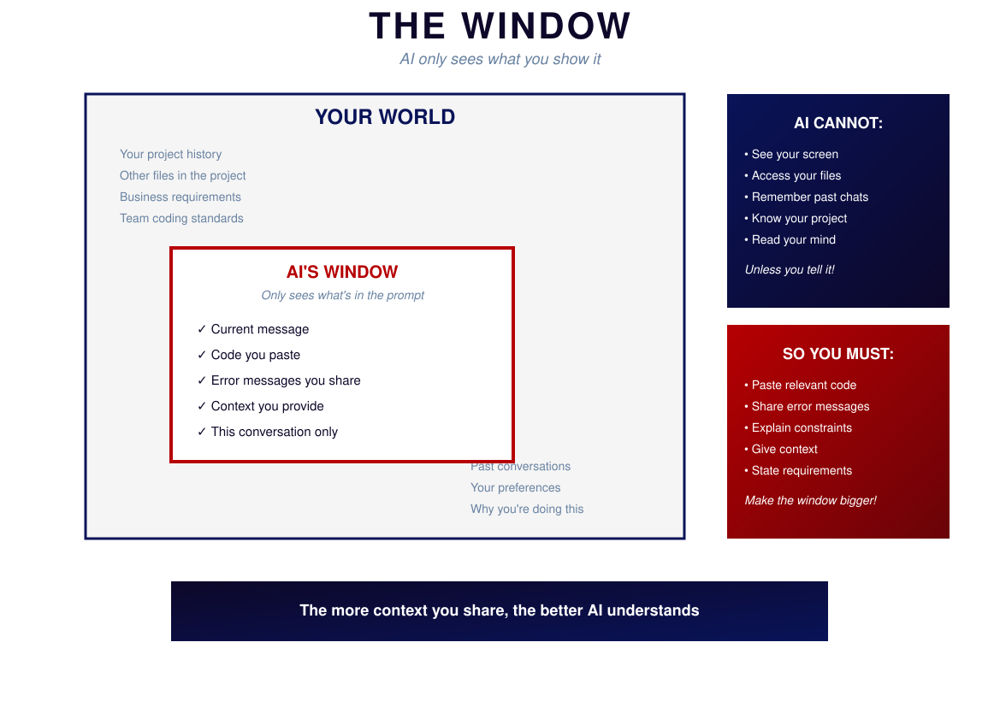 THE WINDOW
AI only sees what you show it
YOUR WORLD
Your project history
Other files in the project
Business requirements
Team coding standards
AI'S WINDOW
Only sees what's in the prompt
✓ Current message
✓ Code you paste
✓ Error messages you share
✓ Context you provide
✓ This conversation only
Past conversations
Your preferences
Why you're doing this
AI CANNOT:
• See your screen
• Access your files
• Remember past chats
• Know your project
• Read your mind
Unless you tell it!
SO YOU MUST:
• Paste relevant code
• Share error messages
• Explain constraints
• Give context
• State requirements
Make the window bigger!
The more context you share, the better AI understands